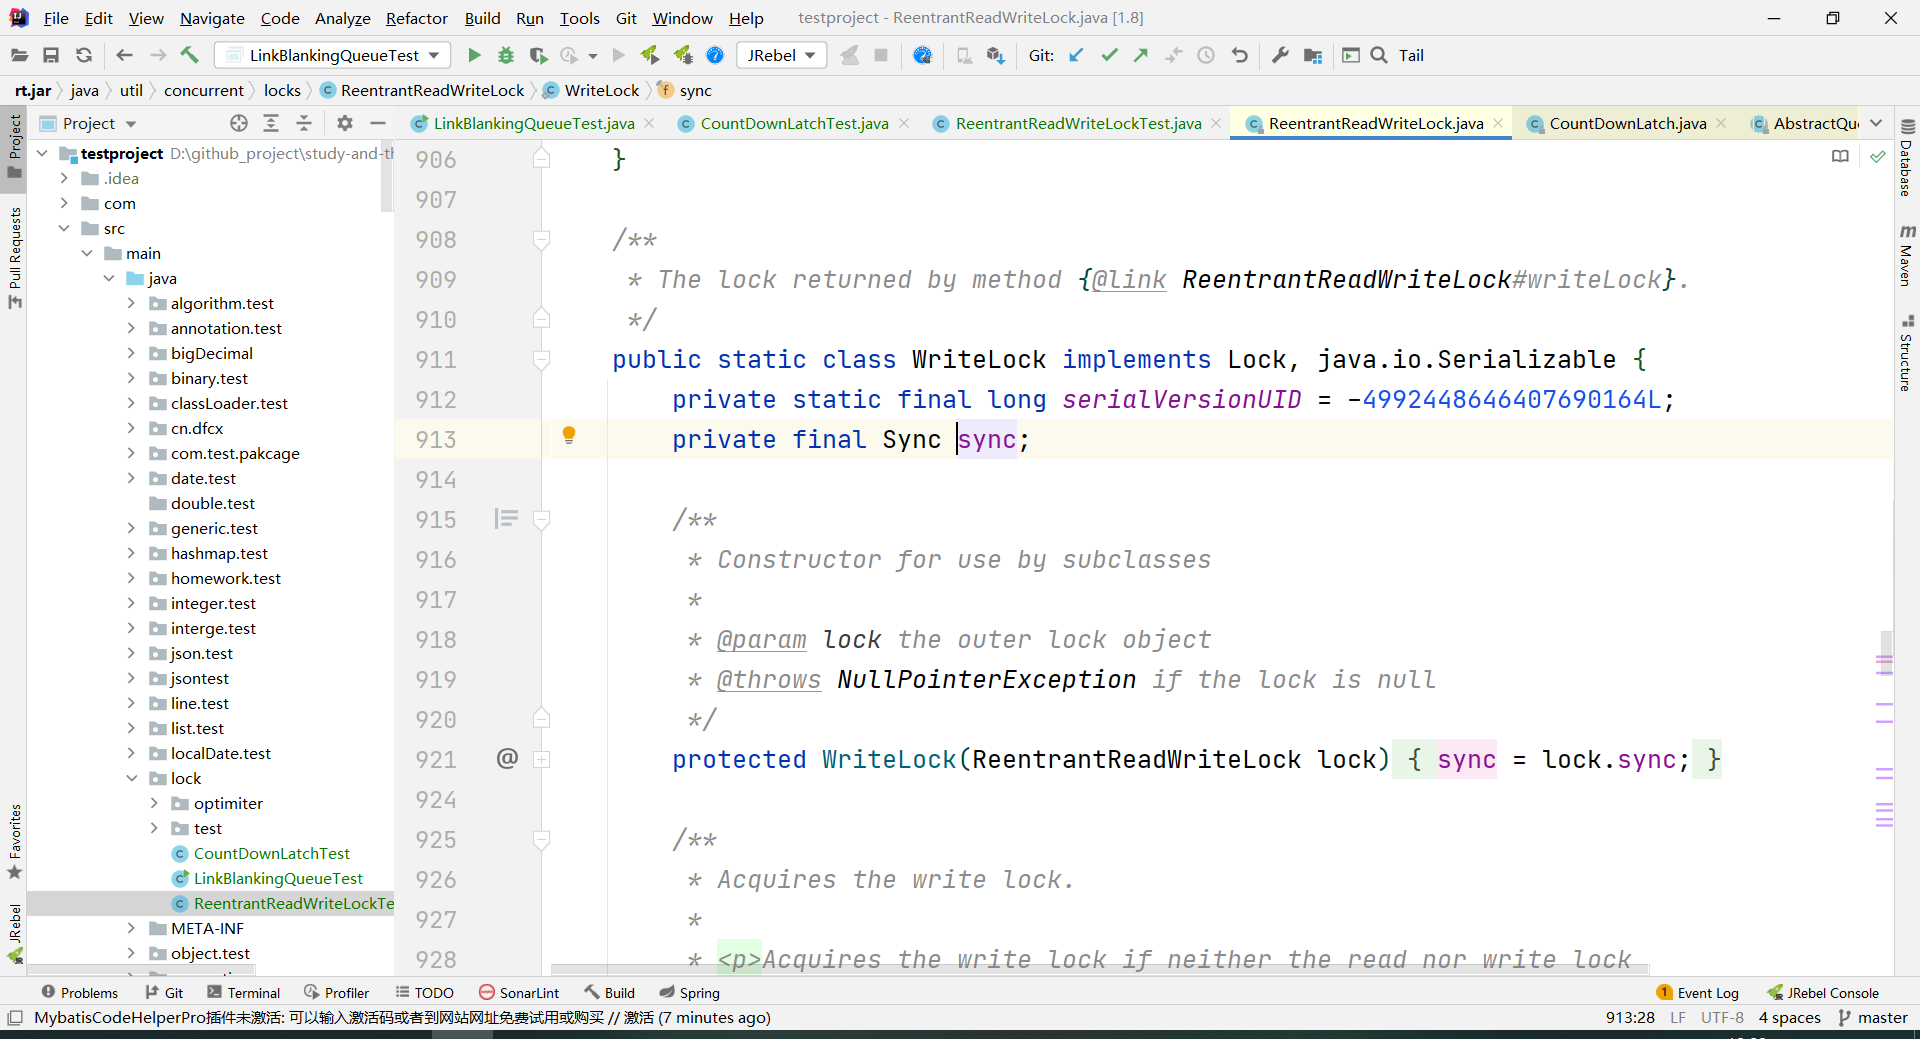 File Edit View Navigate Code Analyze Refactor Build Run Tools Git Window Help testproject - ReentrantReadWriteLock.java [1.8]
LinkBlankingQueueTest JRebel Git: Tail
rt.jar java util concurrent locks ReentrantReadWriteLock WriteLock sync
Project LinkBlankingQueueTest.java CountDownLatchTest.java ReentrantReadWriteLockTest.java ReentrantReadWriteLock.java CountDownLatch.java AbstractQu
Project
Pull Requests
Favorites
JRebel
testproject D:\github_project\study-and-th
.idea
com
src
main
java
algorithm.test
annotation.test
bigDecimal
binary.test
classLoader.test
cn.dfcx
com.test.pakcage
date.test
double.test
generic.test
hashmap.test
homework.test
integer.test
interge.test
json.test
jsontest
line.test
list.test
localDate.test
lock
optimiter
test
CountDownLatchTest
LinkBlankingQueueTest
ReentrantReadWriteLockTe
META-INF
object.test
906 }
907
908 /**
909 * The lock returned by method {@link ReentrantReadWriteLock#writeLock}.
910 */
911 public static class WriteLock implements Lock, java.io.Serializable {
912 private static final long serialVersionUID = -4992448646407690164L;
913 private final Sync sync;
914
915 /**
916 * Constructor for use by subclasses
917 *
918 * @param lock the outer lock object
919 * @throws NullPointerException if the lock is null
920 */
921 @ protected WriteLock(ReentrantReadWriteLock lock) { sync = lock.sync; }
924
925 /**
926 * Acquires the write lock.
927 *
928 * <p>Acquires the write lock if neither the read nor write lock
Database
Maven
Structure
Problems Git Terminal Profiler TODO SonarLint Build Spring 1 Event Log JRebel Console
MybatisCodeHelperPro插件未激活: 可以输入激活码或者到网站网址免费试用或购买 // 激活 (7 minutes ago) 913:28 LF UTF-8 4 spaces master